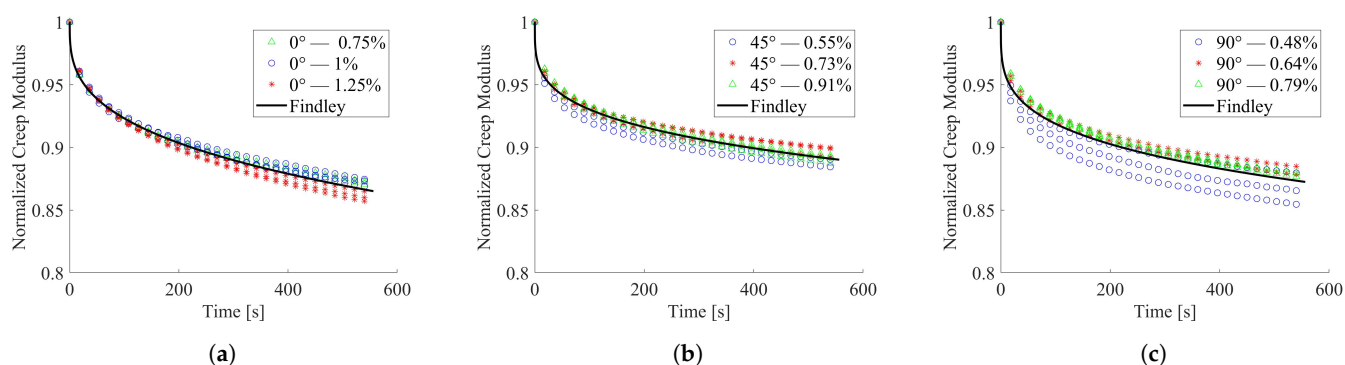 Normalized Creep Modulus
1
0.95
0.9
0.85
0.8
0
200
400
600
Time [s]
0° — 0.75%
0° — 1%
0° — 1.25%
Findley
(a)
Normalized Creep Modulus
1
0.95
0.9
0.85
0.8
0
200
400
600
Time [s]
45° — 0.55%
45° — 0.73%
45° — 0.91%
Findley
(b)
Normalized Creep Modulus
1
0.95
0.9
0.85
0.8
0
200
400
600
Time [s]
90° — 0.48%
90° — 0.64%
90° — 0.79%
Findley
(c)